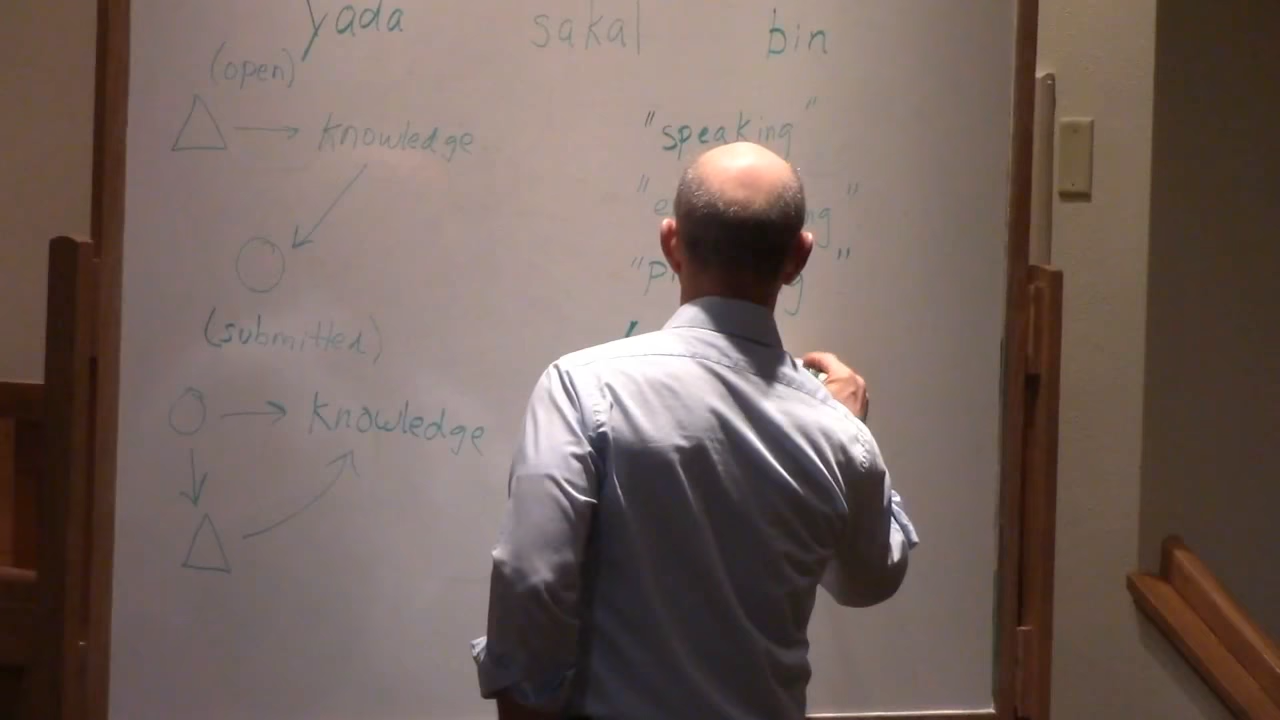 yada sakal bin
(open)
knowledge
"speaking"
(submitted)
knowledge